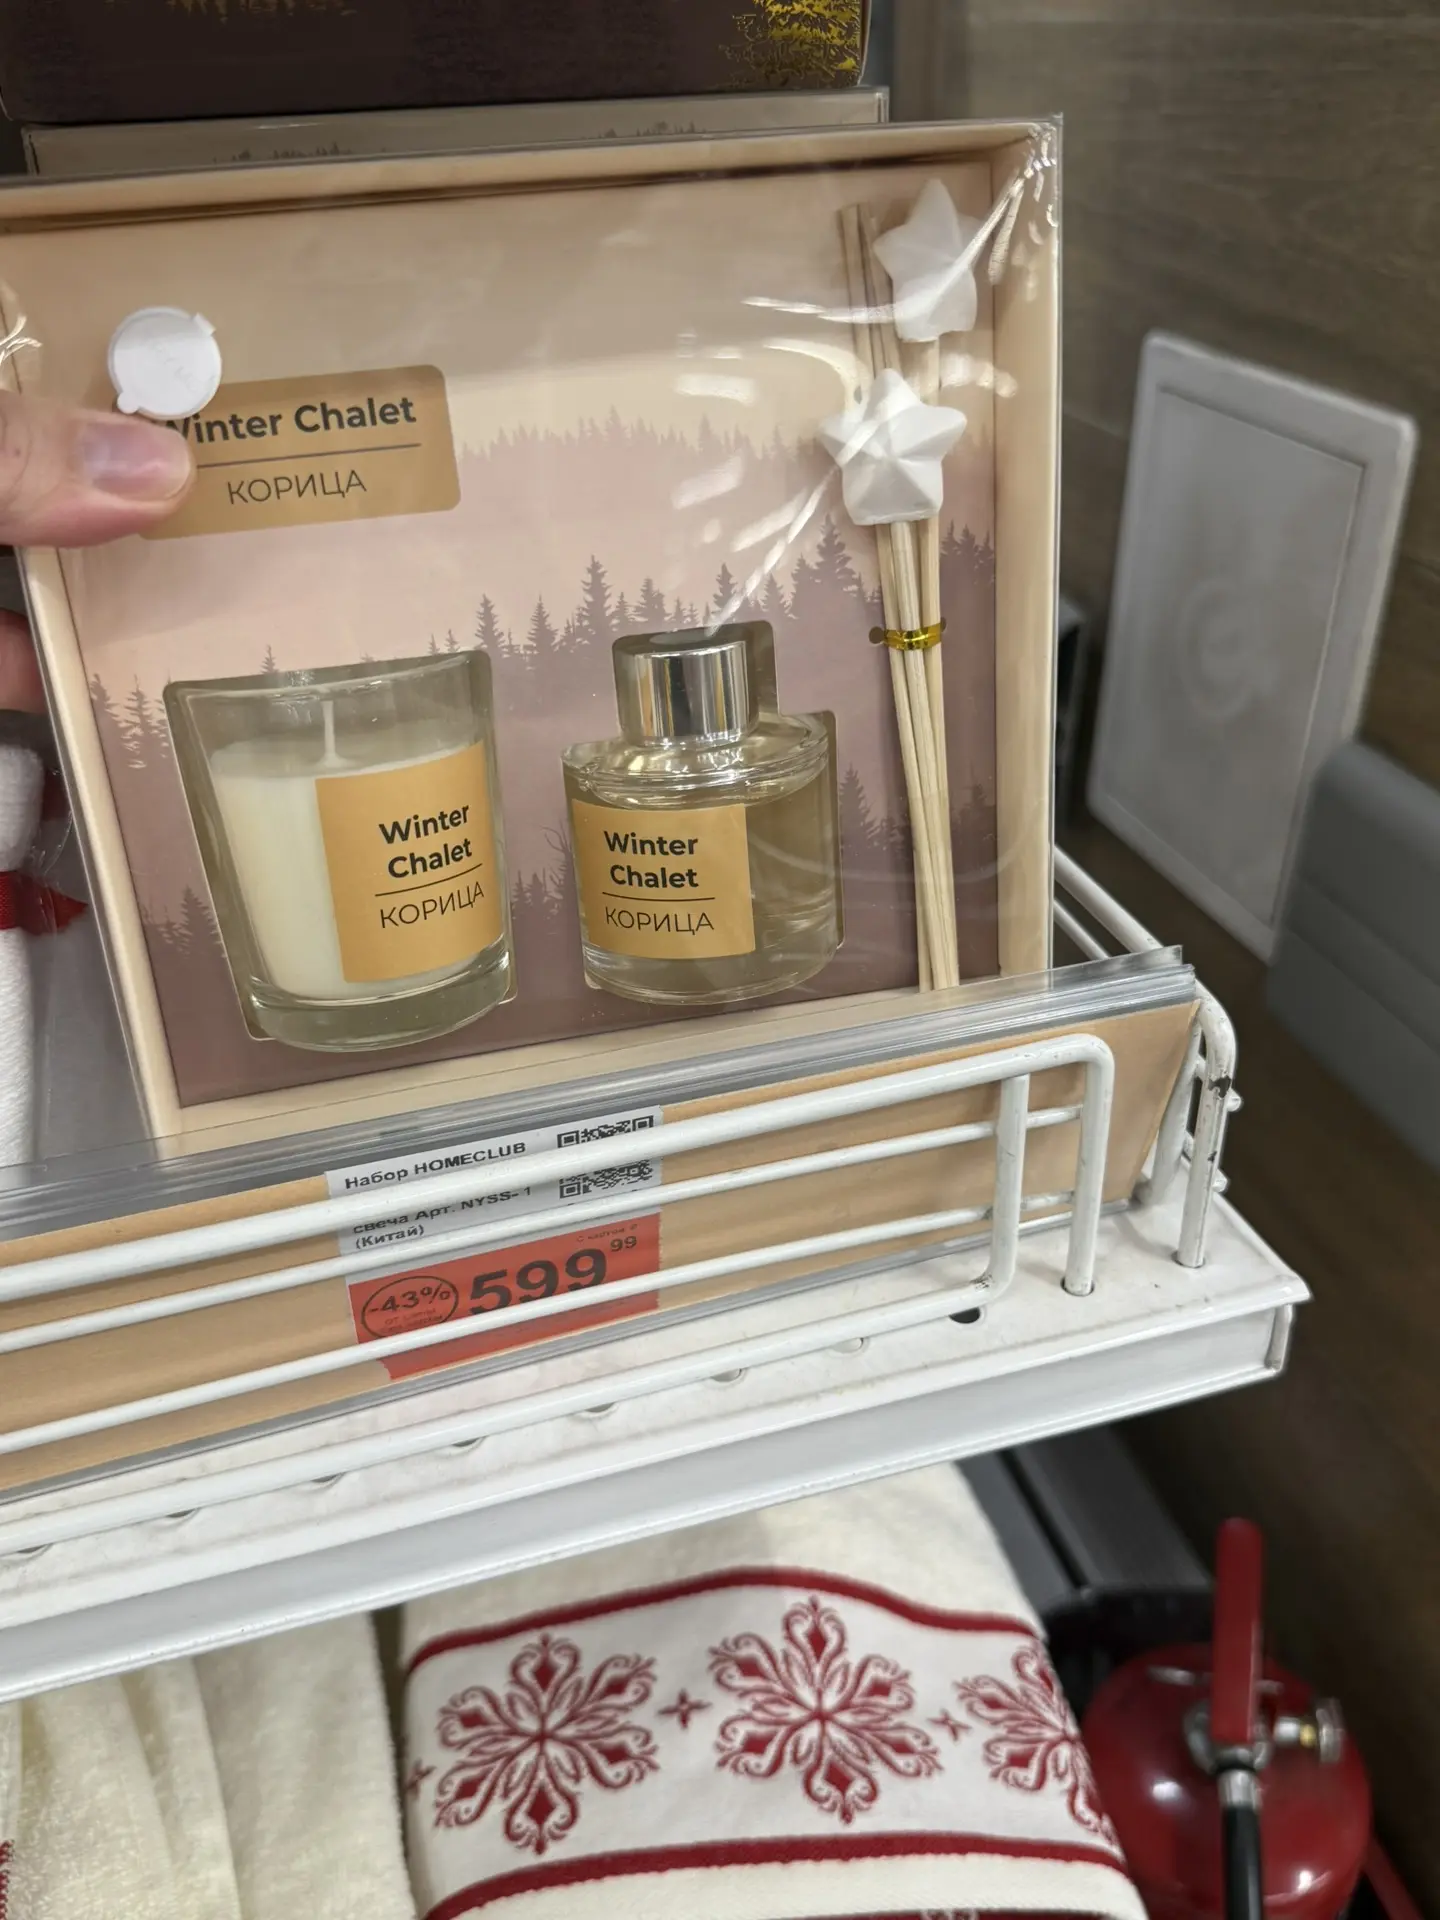 Winter Chalet
КОРИЦА
Winter
Chalet
КОРИЦА
Winter
Chalet
КОРИЦА
Набор HOMECLUB
свеча Арт. NYSS- 1
(Китай)
С картой
-43%
599 99